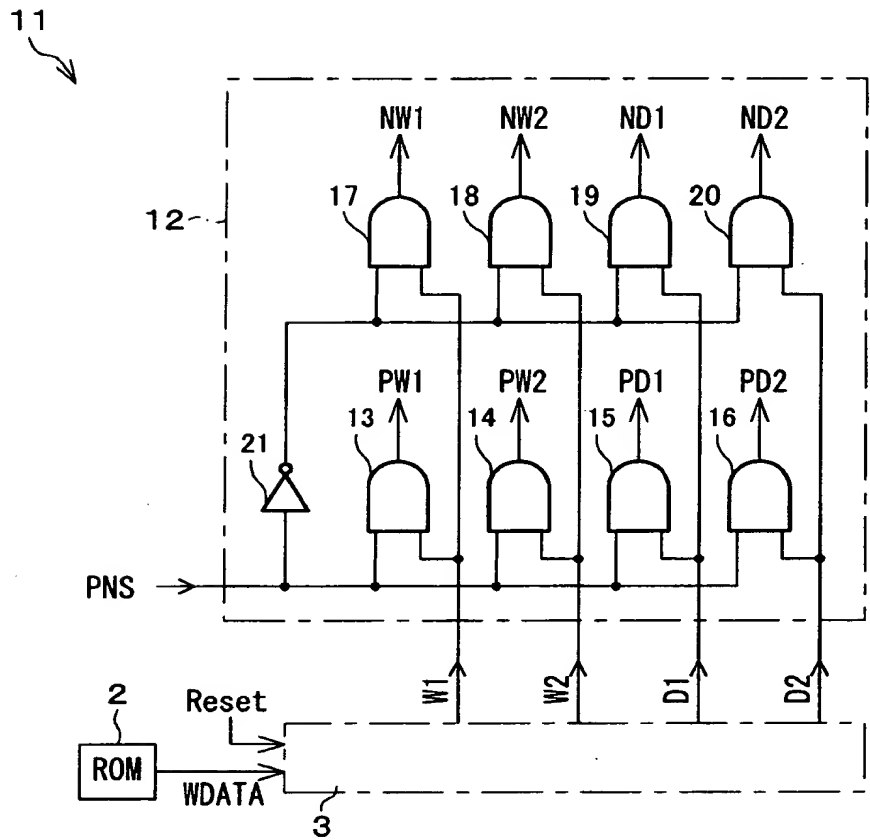 11
NW1 NW2 ND1 ND2
12 17 18 19 20
PW1 PW2 PD1 PD2
21 13 14 15 16
PNS
W1 W2 D1 D2
Reset
2
ROM
WDATA
3